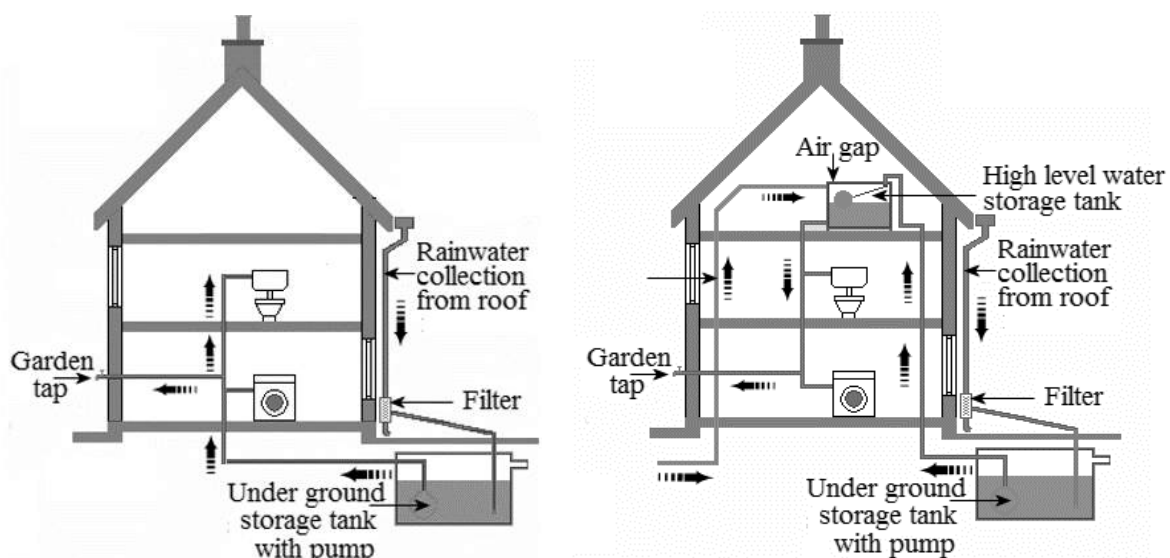 Rainwater
collection
from roof
Garden
tap
Filter
Under ground
storage tank
with pump
Air gap
High level water
storage tank
Rainwater
collection
from roof
Garden
tap
Filter
Under ground
storage tank
with pump